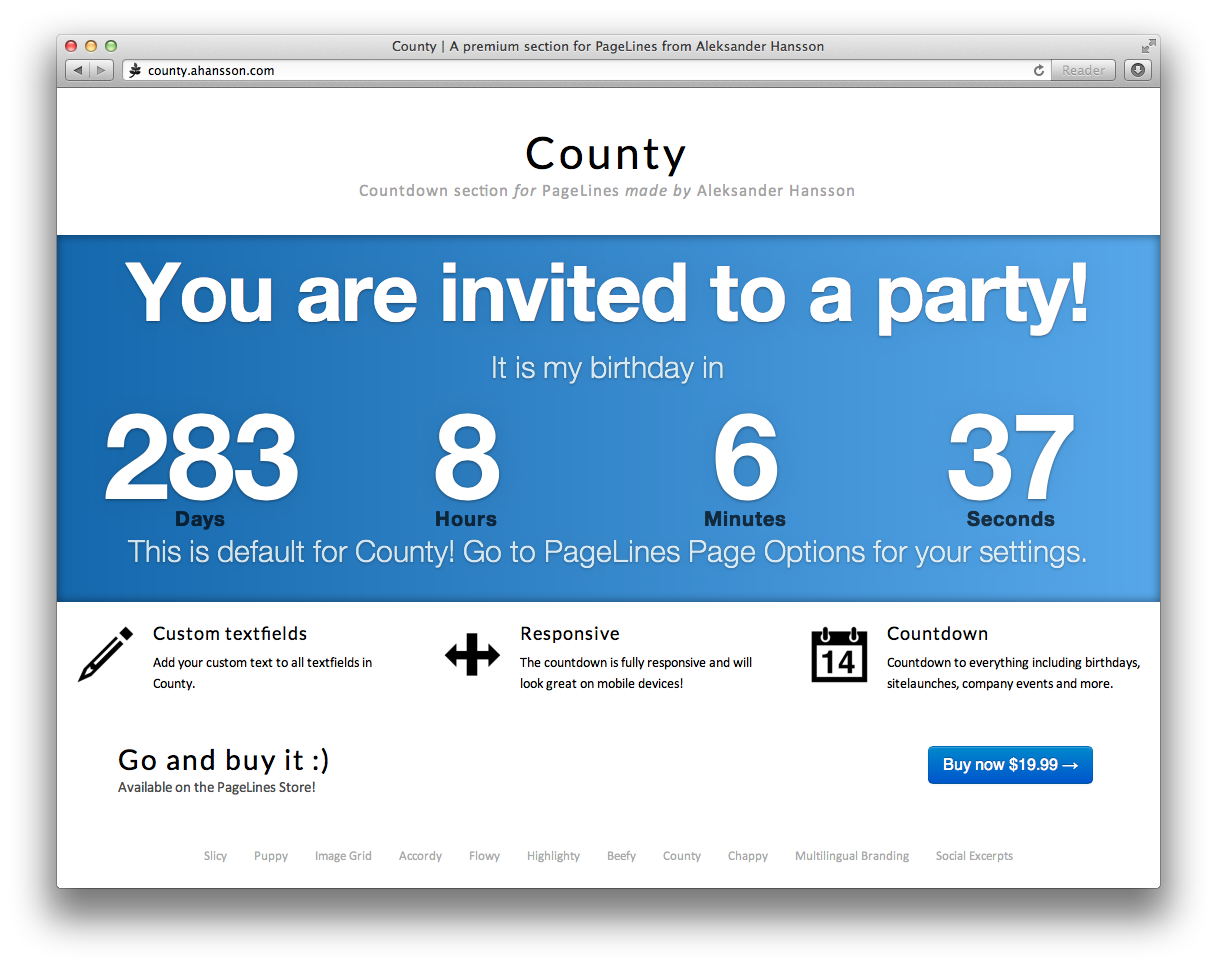 County | A premium section for PageLines from Aleksander Hansson
county.ahansson.com
Reader
County
Countdown section for PageLines made by Aleksander Hansson
You are invited to a party!
It is my birthday in
283 8 6 37
Days Hours Minutes Seconds
This is default for County! Go to PageLines Page Options for your settings.
Custom textfields
Add your custom text to all textfields in
County.
Responsive
The countdown is fully responsive and will
look great on mobile devices!
14
Countdown
Countdown to everything including birthdays,
sitelaunches, company events and more.
Go and buy it :)
Available on the PageLines Store!
Buy now $19.99 →
Slicy Puppy Image Grid Accordy Flowy Highlighty Beefy County Chappy Multilingual Branding Social Excerpts